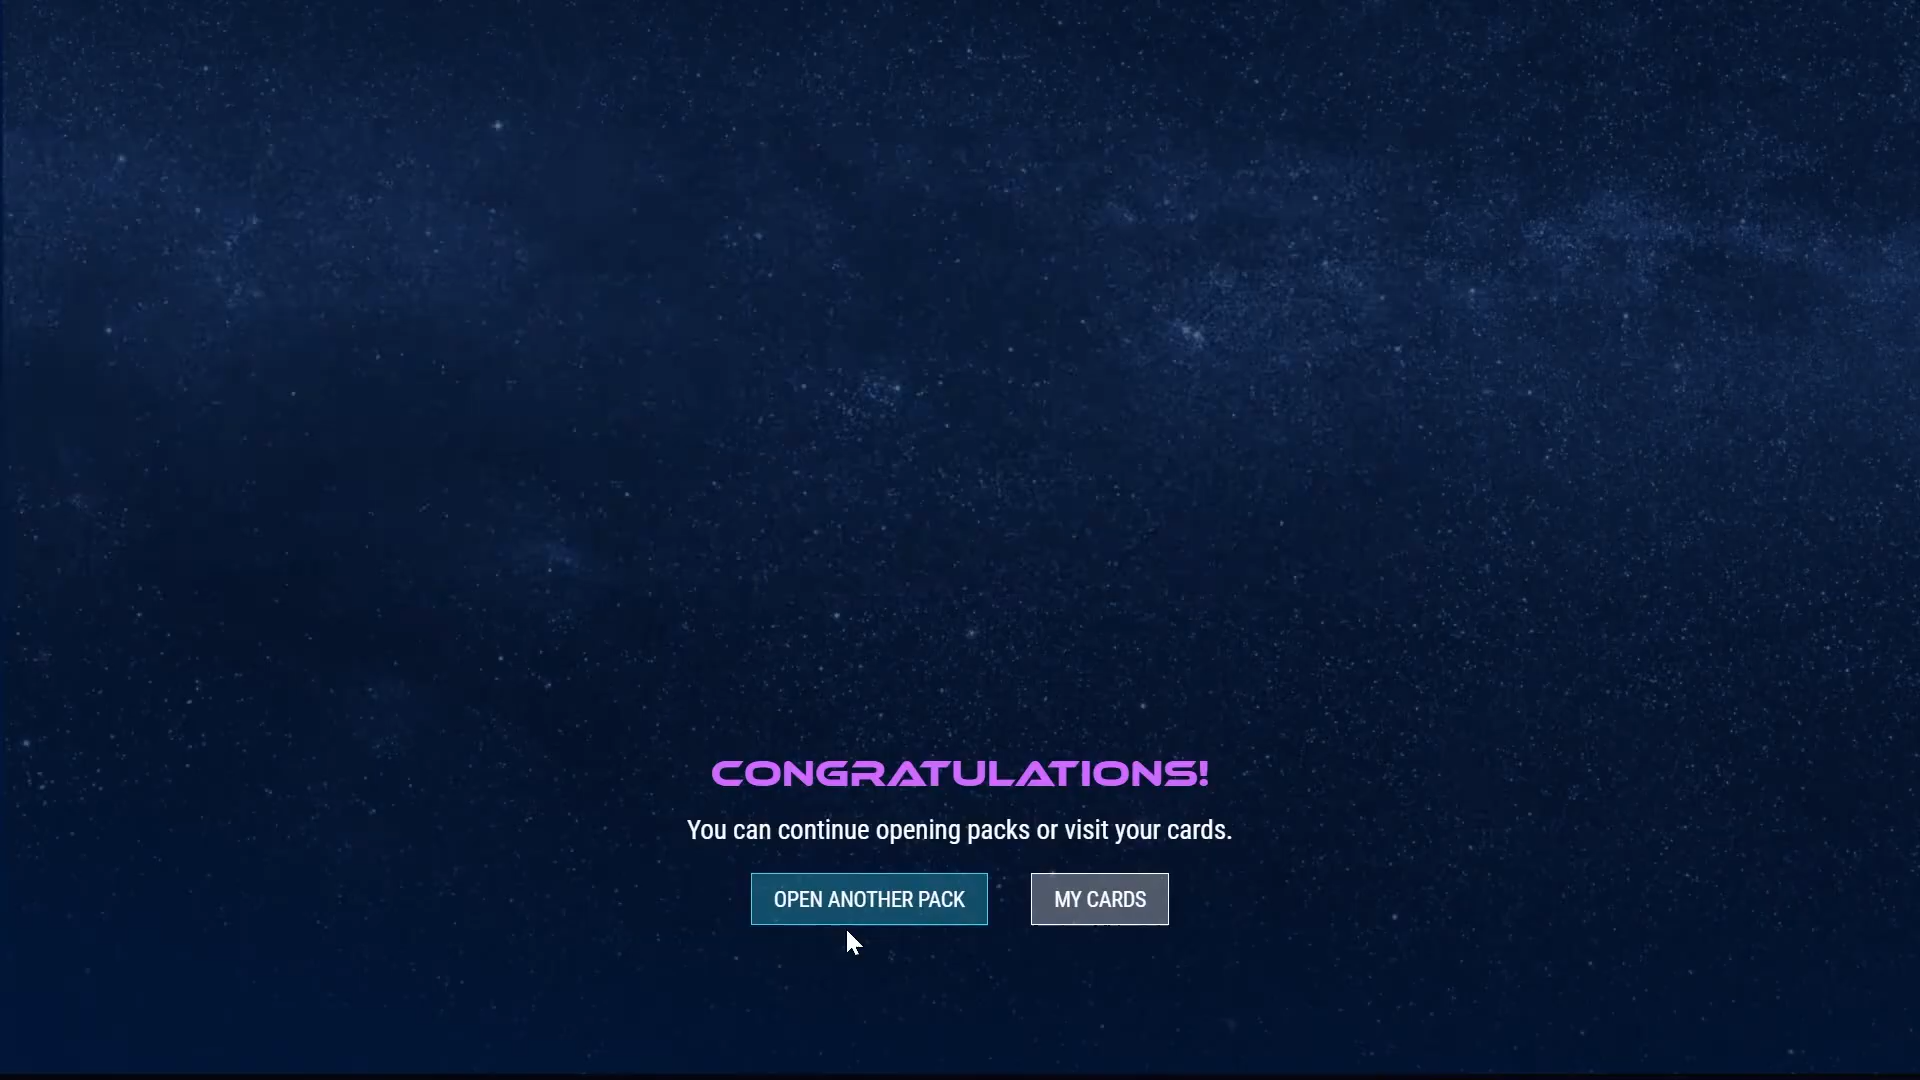 CONGRATULATIONS!
You can continue opening packs or visit your cards.
OPEN ANOTHER PACK
MY CARDS